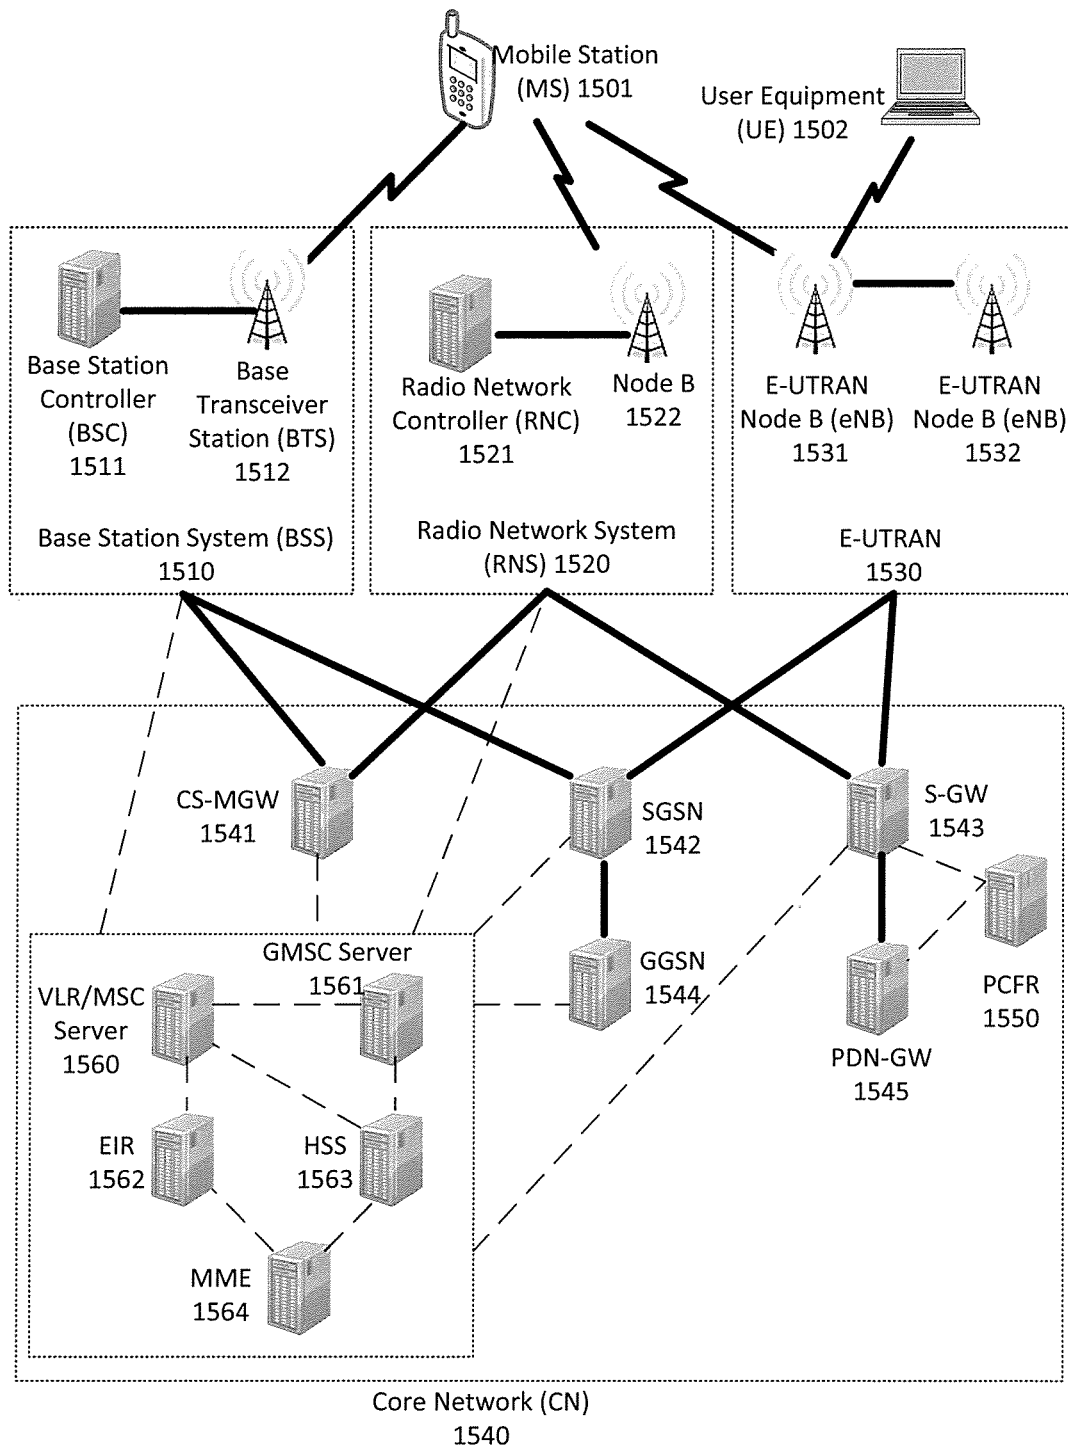 Mobile Station
(MS) 1501
User Equipment
(UE) 1502
Base Station
Controller
(BSC)
1511
Base
Transceiver
Station (BTS)
1512
Base Station System (BSS)
1510
Radio Network
Controller (RNC)
1521
Node B
1522
Radio Network System
(RNS) 1520
E-UTRAN
Node B (eNB)
1531
E-UTRAN
Node B (eNB)
1532
E-UTRAN
1530
CS-MGW
1541
SGSN
1542
S-GW
1543
GGSN
1544
PDN-GW
1545
PCFR
1550
GMSC Server
1561
VLR/MSC
Server
1560
EIR
1562
HSS
1563
MME
1564
Core Network (CN)
1540